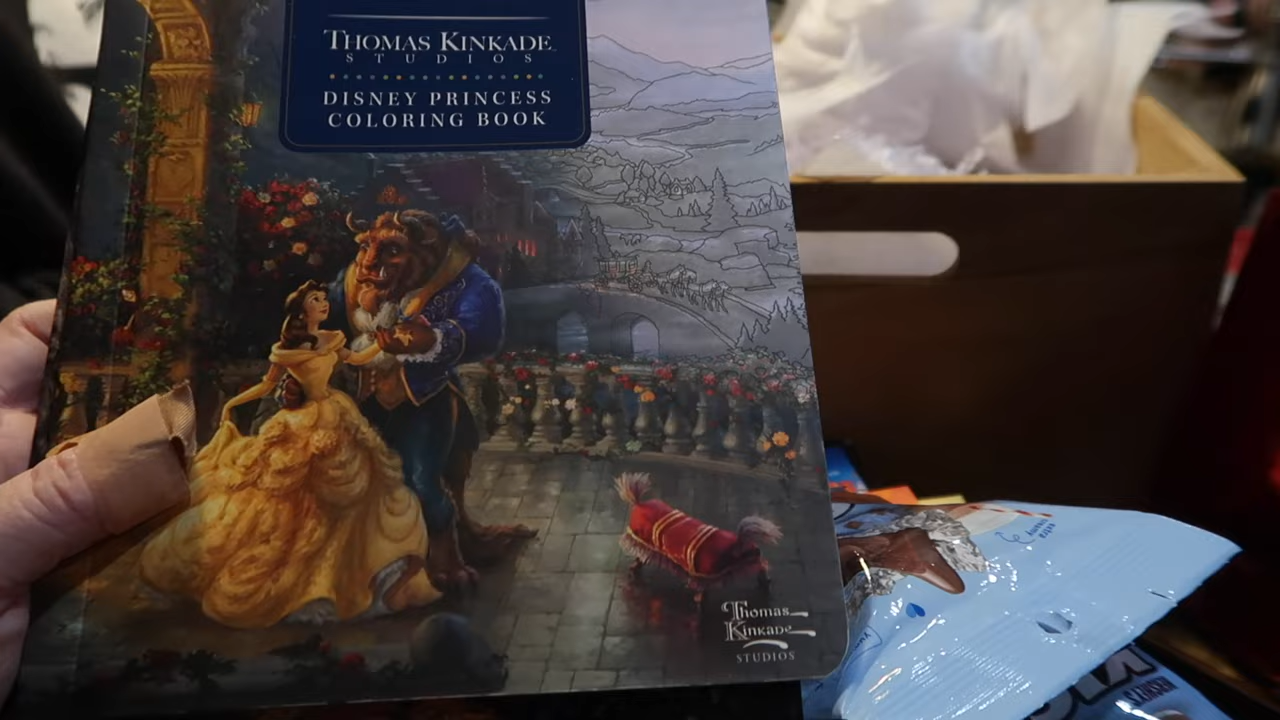 THOMAS KINKADE
STUDIOS
DISNEY PRINCESS
COLORING BOOK
Thomas
Kinkade
STUDIOS